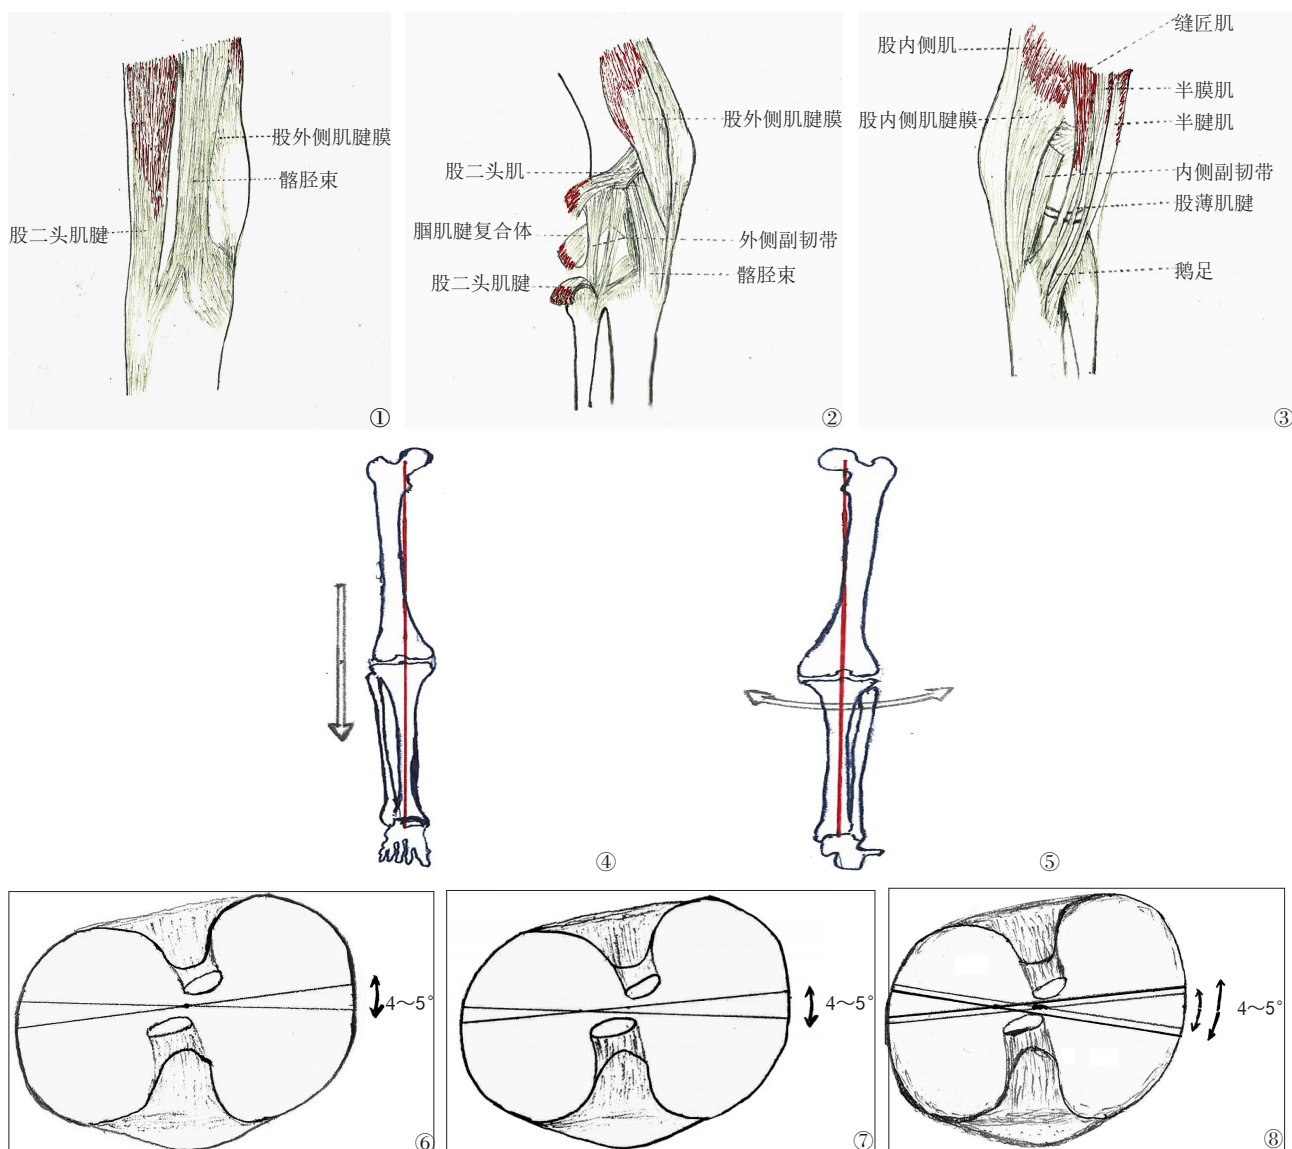 股外侧肌腱膜
髂胫束
股二头肌腱
①
股外侧肌腱膜
股二头肌
腘肌腱复合体
外侧副韧带
股二头肌腱
髂胫束
②
缝匠肌
股内侧肌
半膜肌
股内侧肌腱膜
半腱肌
内侧副韧带
股薄肌腱
鹅足
③
④
⑤
4～5°
⑥
4～5°
⑦
4～5°
⑧